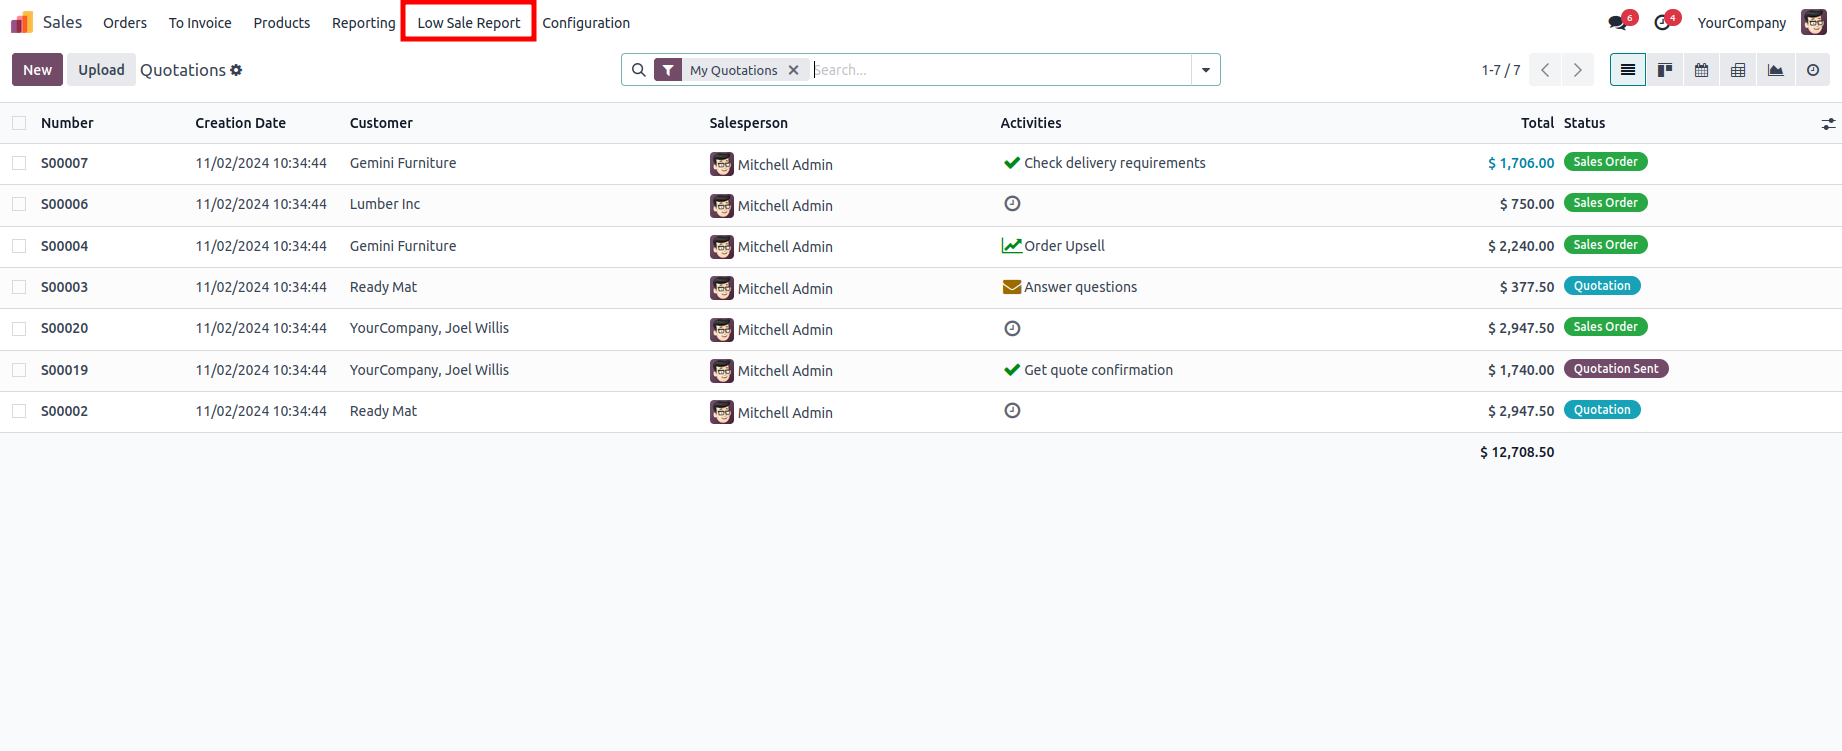 Sales Orders To Invoice Products Reporting Low Sale Report Configuration 6 4 YourCompany
New Upload Quotations My Quotations Search... 1-7 / 7
Number Creation Date Customer Salesperson Activities Total Status
S00007 11/02/2024 10:34:44 Gemini Furniture Mitchell Admin Check delivery requirements $ 1,706.00 Sales Order
S00006 11/02/2024 10:34:44 Lumber Inc Mitchell Admin $ 750.00 Sales Order
S00004 11/02/2024 10:34:44 Gemini Furniture Mitchell Admin Order Upsell $ 2,240.00 Sales Order
S00003 11/02/2024 10:34:44 Ready Mat Mitchell Admin Answer questions $ 377.50 Quotation
S00020 11/02/2024 10:34:44 YourCompany, Joel Willis Mitchell Admin $ 2,947.50 Sales Order
S00019 11/02/2024 10:34:44 YourCompany, Joel Willis Mitchell Admin Get quote confirmation $ 1,740.00 Quotation Sent
S00002 11/02/2024 10:34:44 Ready Mat Mitchell Admin $ 2,947.50 Quotation
$ 12,708.50